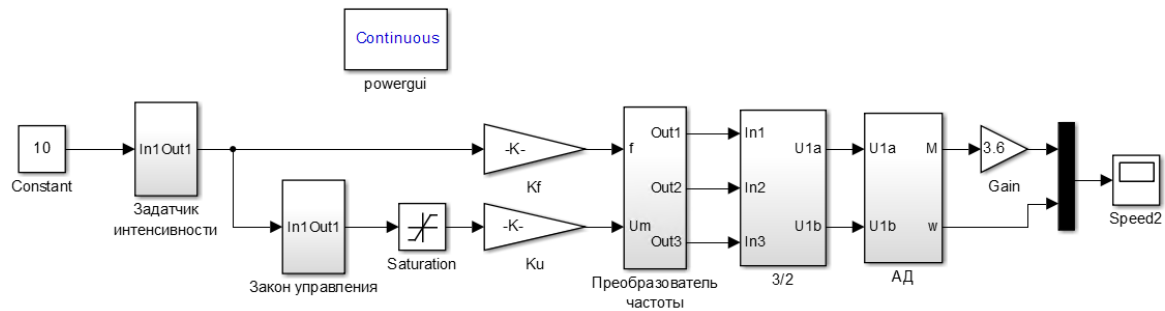 Continuous
powergui
10
Constant
In1 Out1
Задатчик
интенсивности
In1 Out1
Закон управления
Saturation
-K-
Kf
-K-
Ku
f
Um
Out1
Out2
Out3
Преобразователь
частоты
In1
In2
In3
U1a
U1b
3/2
U1a
U1b
M
w
АД
3.6
Gain
Speed2